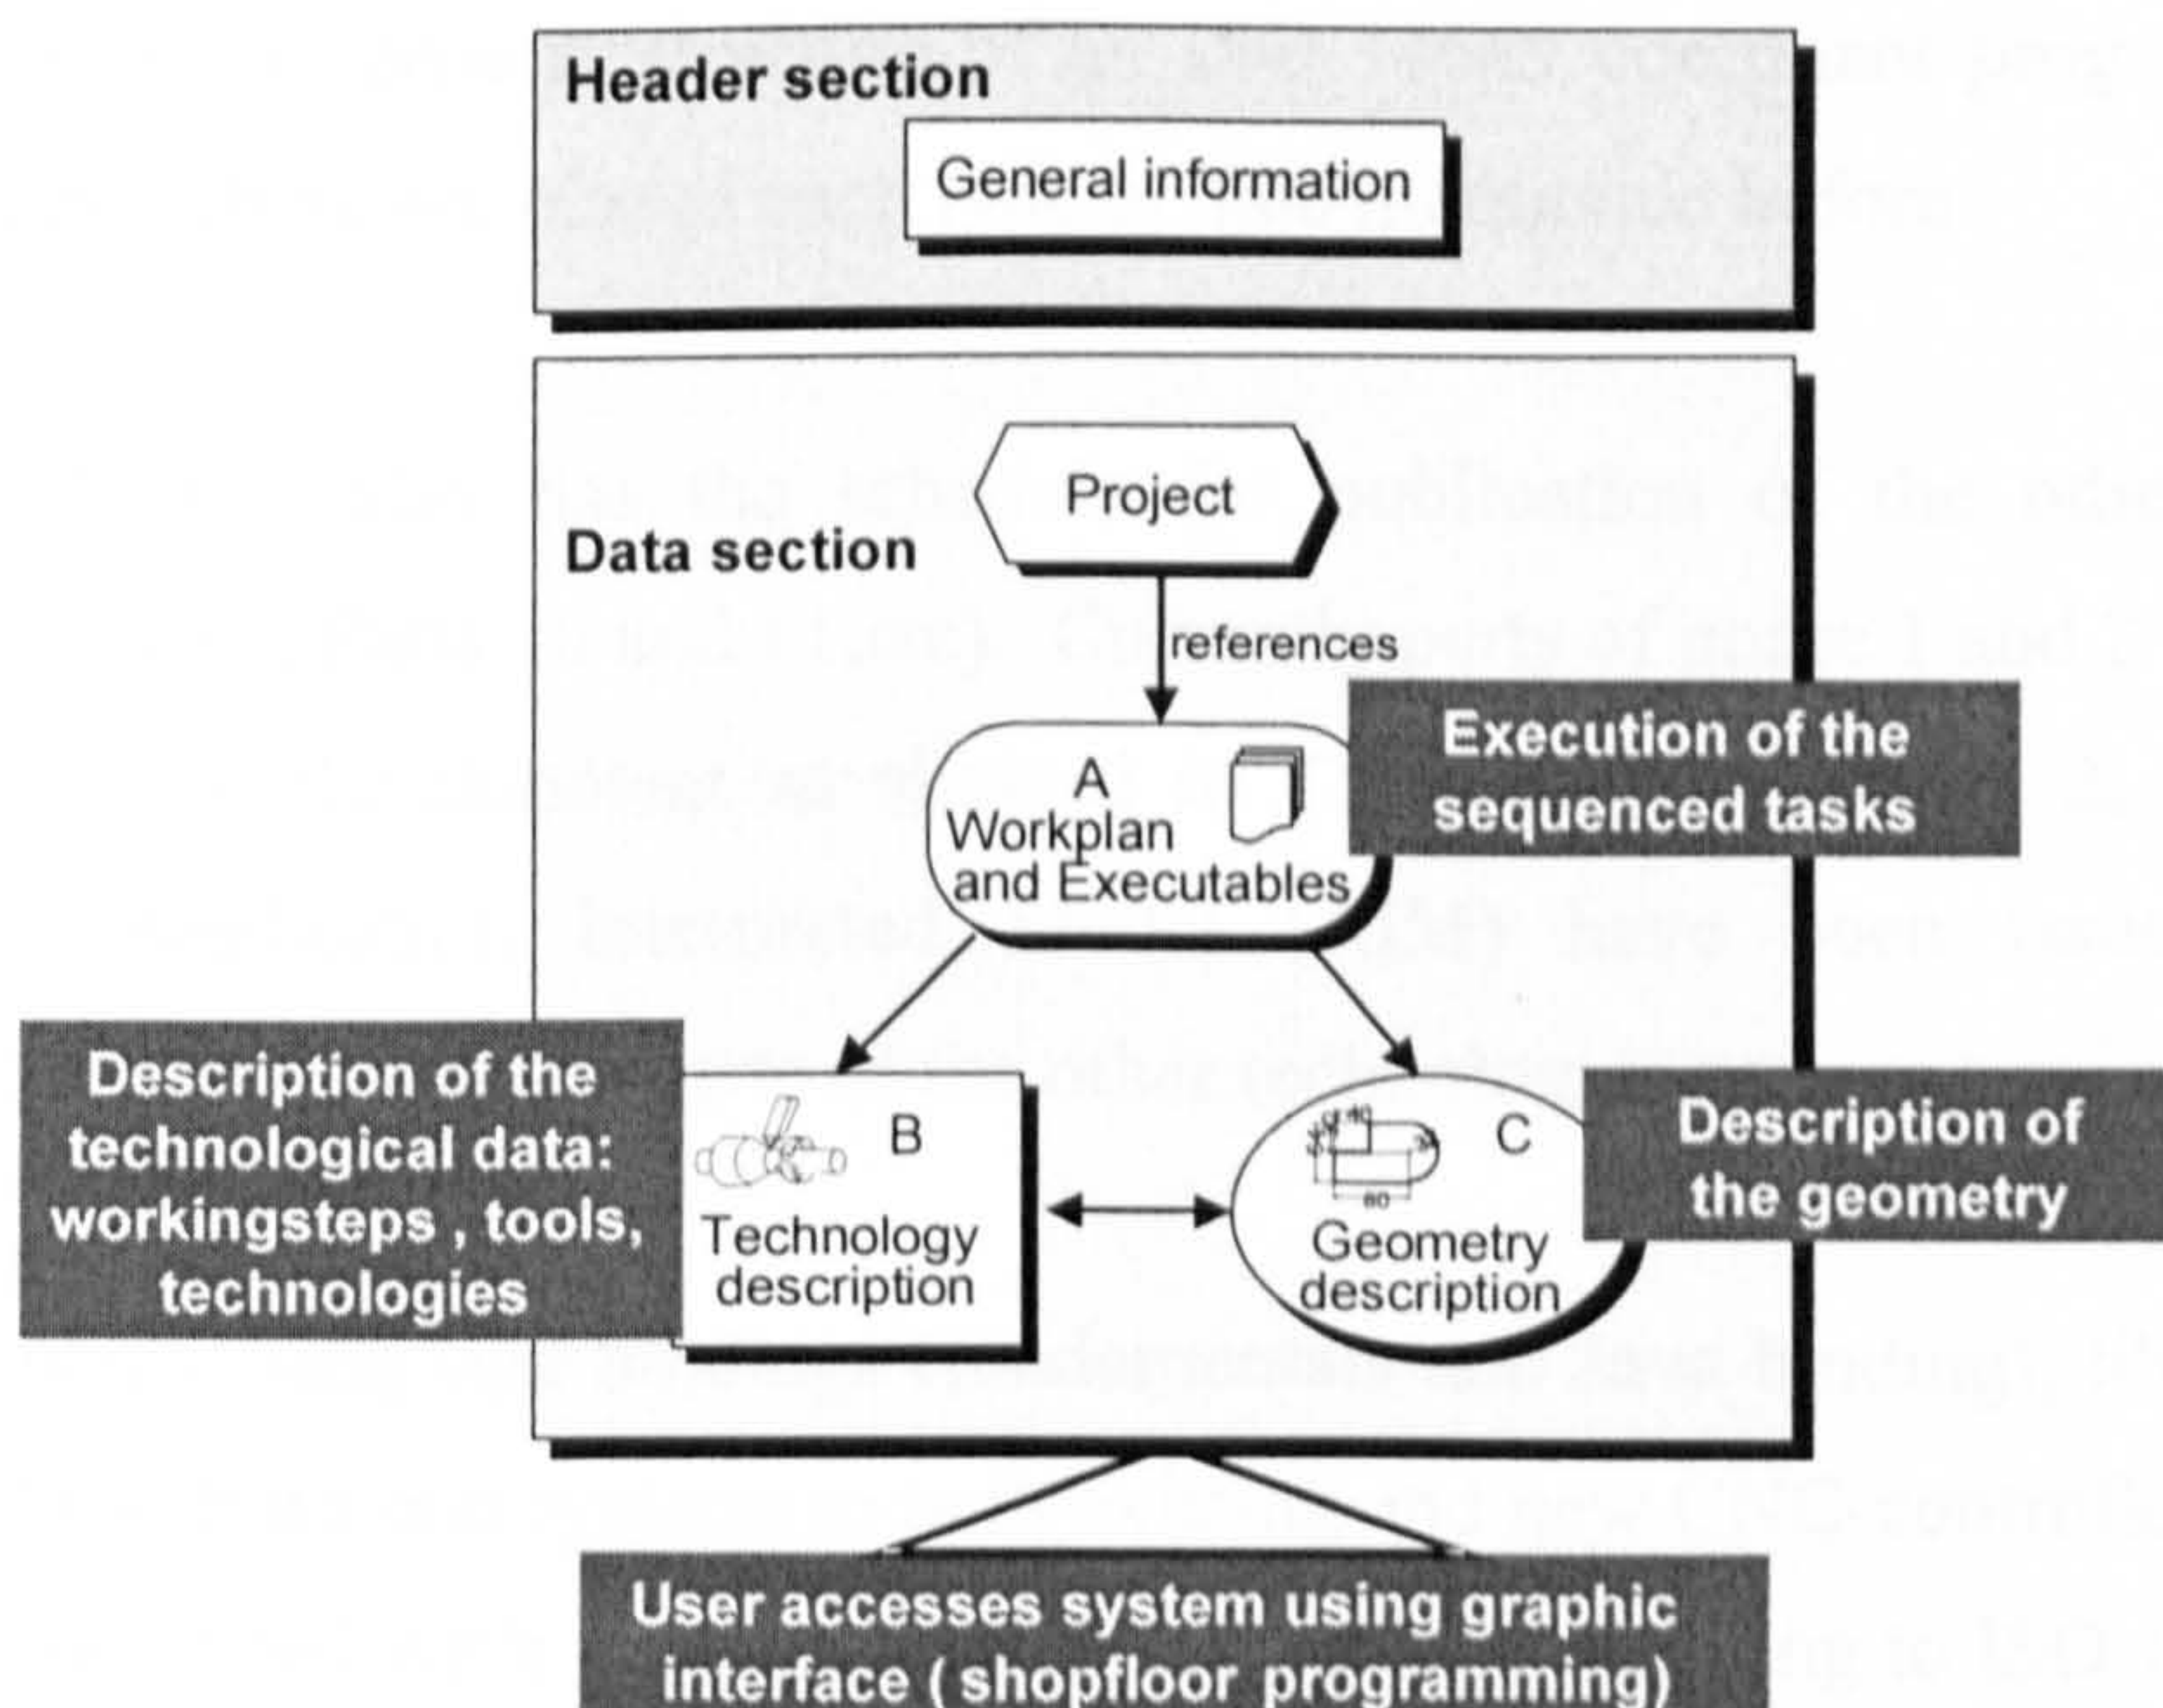 Header section
General information
Project
Data section
references
Execution of the
sequenced tasks
A
Workplan
and Executables
Description of the
technological data:
workingsteps , tools,
technologies
B
Technology
description
C
80
Geometry
description
Description of
the geometry
User accesses system using graphic
interface ( shopfloor programming)